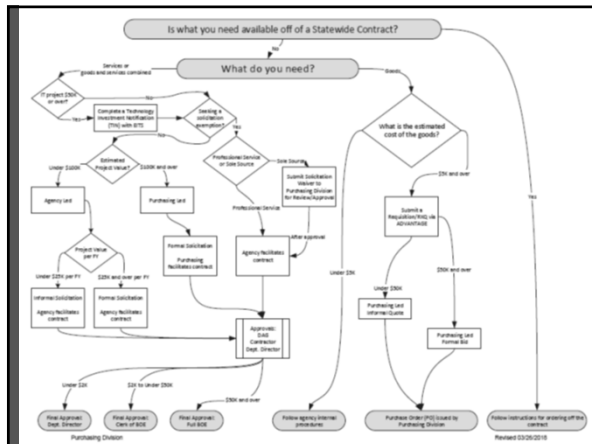 Is what you need available off of a Statewide Contract?
No
Services or
goods and services combined
What do you need?
Goods
IT project $50K
or over?
No
Yes
Complete a Technology
Investment Notification
(TIN) with
Seeking a
solicitation
exemption?
No
Yes
What is the estimated
cost of the goods?
Yes
Estimated
Project Value?
Under $100K
$100K and over
Professional Service
or Sole Source
Sole Source
Submit Solicitation
Waiver to
Purchasing Division
for Review/Approval
$5K and over
Agency Led
Purchasing Led
Professional Service
After approval
Submit a
Requisition/RXQ via
ADVANTAGE
Project Value
per FY
Formal Solicitation
Purchasing
facilitates contract
Agency facilitates
contract
Under $5K
Under $25K per FY
$25K and over per FY
Under $50K
$50K and over
Informal Solicitation
Agency facilitates
contract
Formal Solicitation
Agency facilitates
contract
Purchasing Led
Informal Quote
Approvals:
DAG
Contractor
Dept. Director
Purchasing Led
Formal Bid
Under $2K
$2K to Under $50K
$50K and over
Final Approval:
Dept. Director
Final Approval:
Clerk of BOE
Final Approval:
Full BOE
Follow agency internal
procedures
Purchase Order (PO) issued by
Purchasing Division
Follow instructions for ordering off the
contract
Purchasing Division
Revised 03/26/2018